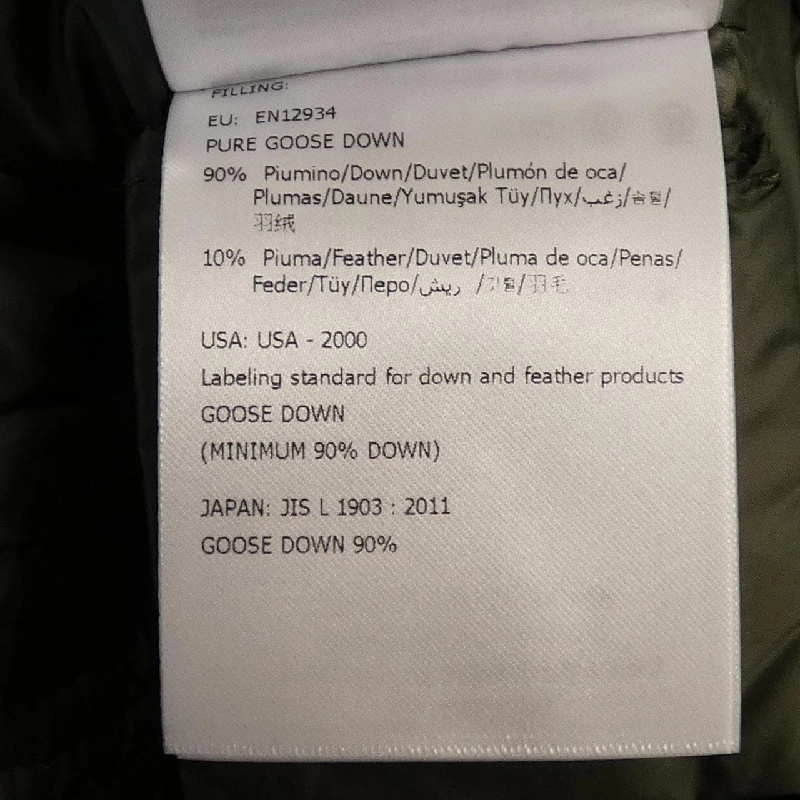 FILLING:
EU: EN12934
PURE GOOSE DOWN
90% Piumino/Down/Duvet/Plumón de oca/
Plumas/Daune/Yumuşak Tüy/Пух/زغب/솜털/
羽绒
10% Piuma/Feather/Duvet/Pluma de oca/Penas/
Feder/Tüy/Перо/ريش /깃털/羽毛
USA: USA - 2000
Labeling standard for down and feather products
GOOSE DOWN
(MINIMUM 90% DOWN)
JAPAN: JIS L 1903 : 2011
GOOSE DOWN 90%